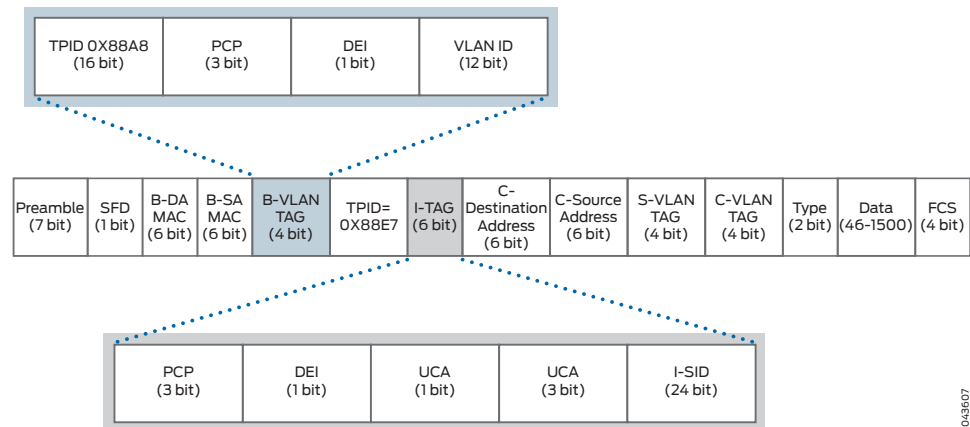 TPID 0X88A8
(16 bit)
PCP
(3 bit)
DEI
(1 bit)
VLAN ID
(12 bit)
Preamble
(7 bit)
SFD
(1 bit)
B-DA
MAC
(6 bit)
B-SA
MAC
(6 bit)
B-VLAN
TAG
(4 bit)
TPID=
0X88E7
I-TAG
(6 bit)
C-
Destination
Address
(6 bit)
C-Source
Address
(6 bit)
S-VLAN
TAG
(4 bit)
C-VLAN
TAG
(4 bit)
Type
(2 bit)
Data
(46-1500)
FCS
(4 bit)
PCP
(3 bit)
DEI
(1 bit)
UCA
(1 bit)
UCA
(3 bit)
I-SID
(24 bit)
043607